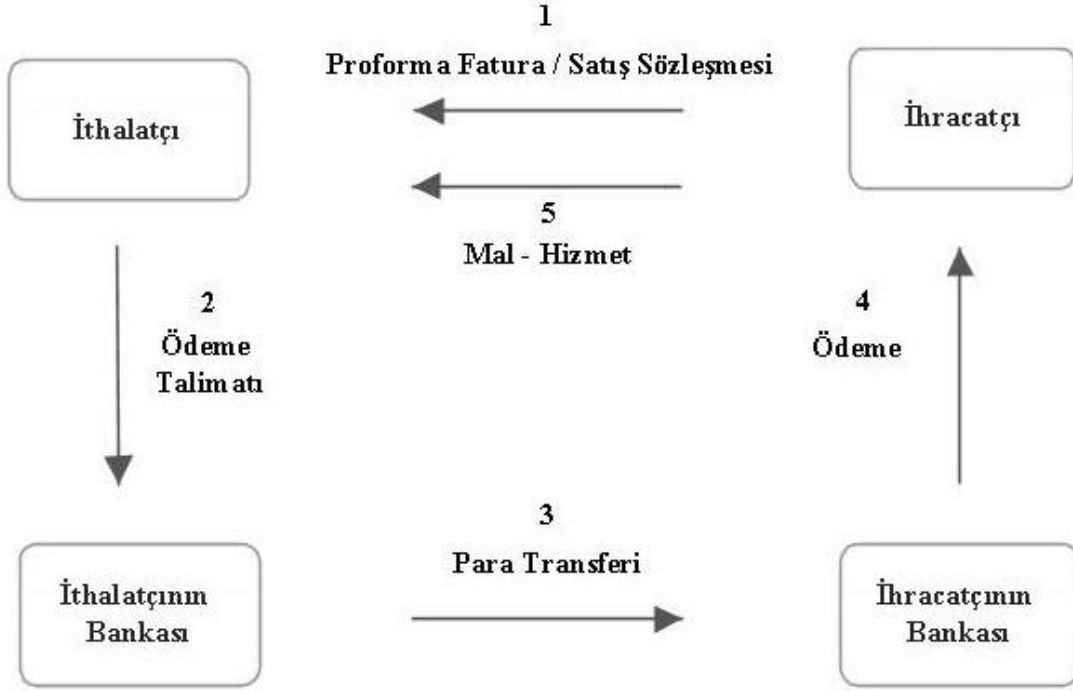 1
Proforma Fatura / Satış Sözleşmesi
İthalatçı
İhracatçı
5
Mal - Hizmet
2
Ödeme
Talimatı
4
Ödeme
3
Para Transferi
İthalatçının
Bankası
İhracatçının
Bankası